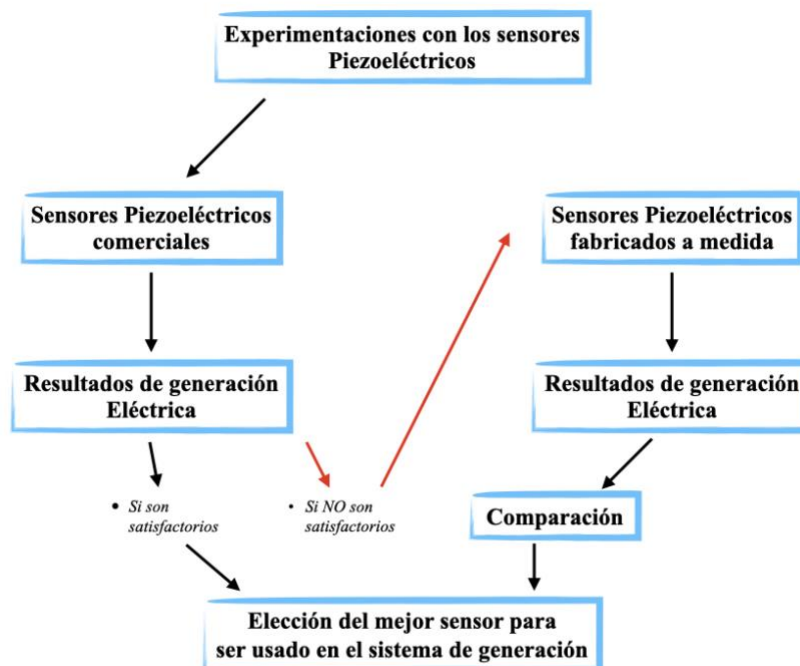 Experimentaciones con los sensores
Piezoeléctricos
Sensores Piezoeléctricos
comerciales
Sensores Piezoeléctricos
fabricados a medida
Resultados de generación
Eléctrica
Resultados de generación
Eléctrica
• Si son
satisfactorios
• Si NO son
satisfactorios
Comparación
Elección del mejor sensor para
ser usado en el sistema de generación